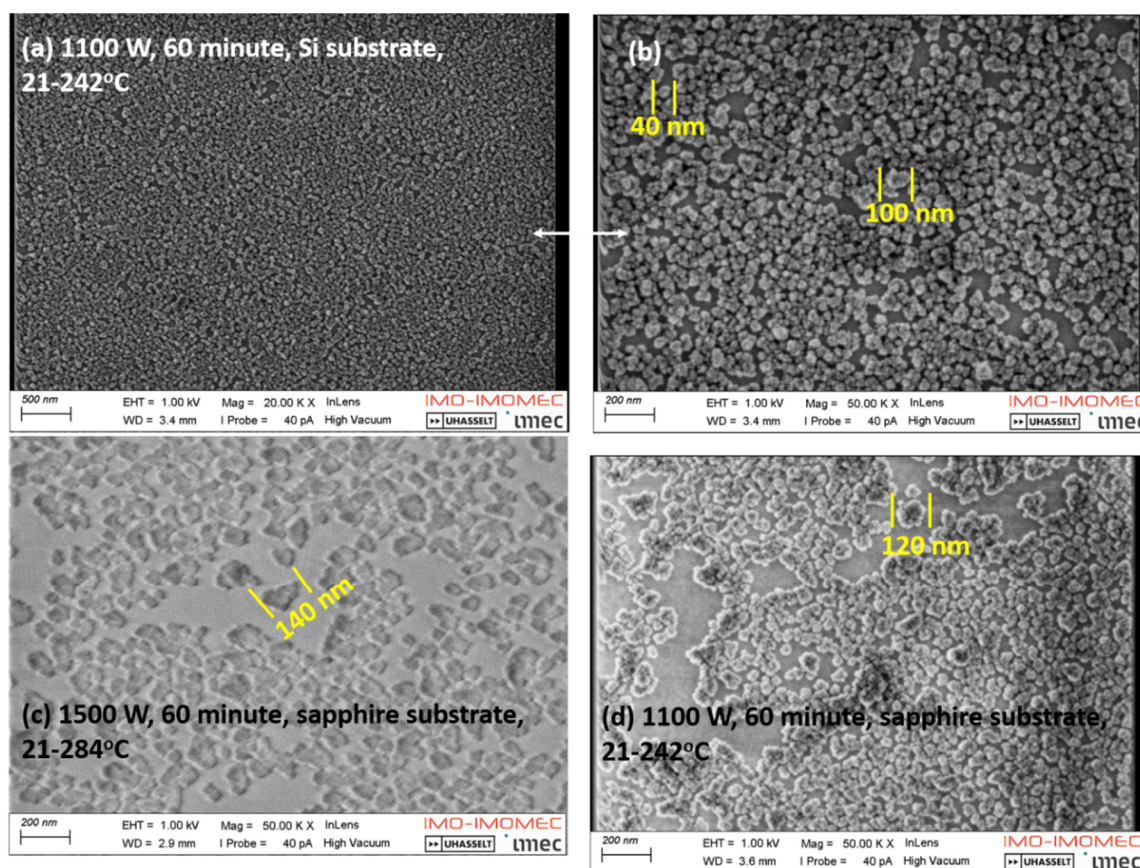 (a) 1100 W, 60 minute, Si substrate,
21-242°C
500 nm
EHT = 1.00 kV Mag = 20.00 K X InLens
WD = 3.4 mm I Probe = 40 pA High Vacuum
IMO-IMOMEC
UHASSELT imec
(b)
40 nm
100 nm
200 nm
EHT = 1.00 kV Mag = 50.00 K X InLens
WD = 3.4 mm I Probe = 40 pA High Vacuum
IMO-IMOMEC
UHASSELT imec
140 nm
(c) 1500 W, 60 minute, sapphire substrate,
21-284°C
200 nm
EHT = 1.00 kV Mag = 50.00 K X InLens
WD = 2.9 mm I Probe = 40 pA High Vacuum
IMO-IMOMEC
UHASSELT imec
120 nm
(d) 1100 W, 60 minute, sapphire substrate,
21-242°C
200 nm
EHT = 1.00 kV Mag = 50.00 K X InLens
WD = 3.6 mm I Probe = 40 pA High Vacuum
IMO-IMOMEC
UHASSELT imec